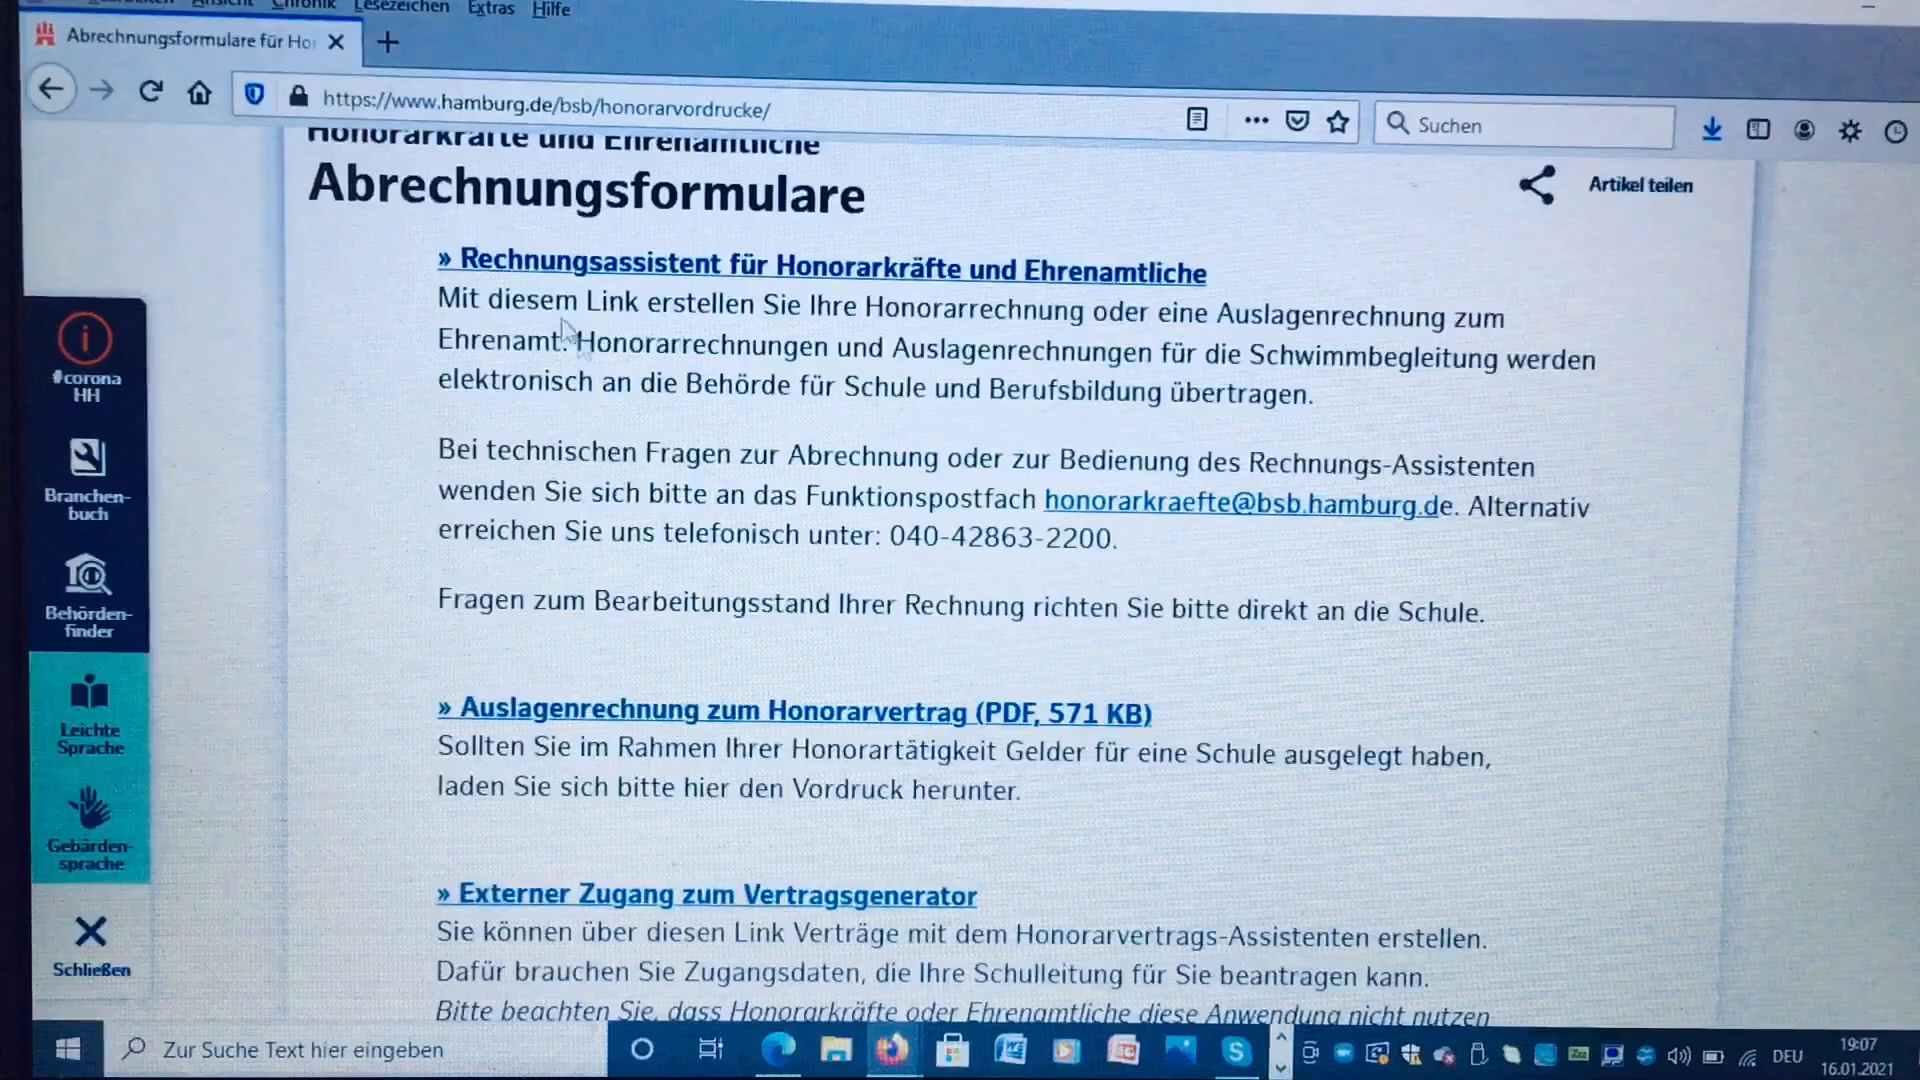 Ansicht Chronik Lesezeichen Extras Hilfe
Abrechnungsformulare für Ho
https://www.hamburg.de/bsb/honorarvordrucke/
Suchen
Honorarkräfte und Ehrenamtliche
Abrechnungsformulare
Artikel teilen
» Rechnungsassistent für Honorarkräfte und Ehrenamtliche
Mit diesem Link erstellen Sie Ihre Honorarrechnung oder eine Auslagenrechnung zum
Ehrenamt. Honorarrechnungen und Auslagenrechnungen für die Schwimmbegleitung werden
elektronisch an die Behörde für Schule und Berufsbildung übertragen.
Bei technischen Fragen zur Abrechnung oder zur Bedienung des Rechnungs-Assistenten
wenden Sie sich bitte an das Funktionspostfach honorarkraefte@bsb.hamburg.de. Alternativ
erreichen Sie uns telefonisch unter: 040-42863-2200.
Fragen zum Bearbeitungsstand Ihrer Rechnung richten Sie bitte direkt an die Schule.
» Auslagenrechnung zum Honorarvertrag (PDF, 571 KB)
Sollten Sie im Rahmen Ihrer Honorartätigkeit Gelder für eine Schule ausgelegt haben,
laden Sie sich bitte hier den Vordruck herunter.
» Externer Zugang zum Vertragsgenerator
Sie können über diesen Link Verträge mit dem Honorarvertrags-Assistenten erstellen.
Dafür brauchen Sie Zugangsdaten, die Ihre Schulleitung für Sie beantragen kann.
Bitte beachten Sie, dass Honorarkräfte oder Ehrenamtliche diese Anwendung nicht nutzen
#corona
HH
Branchen-
buch
Behörden-
finder
Leichte
Sprache
Gebärden-
sprache
Schließen
Zur Suche Text hier eingeben
DEU
19:07
16.01.2021